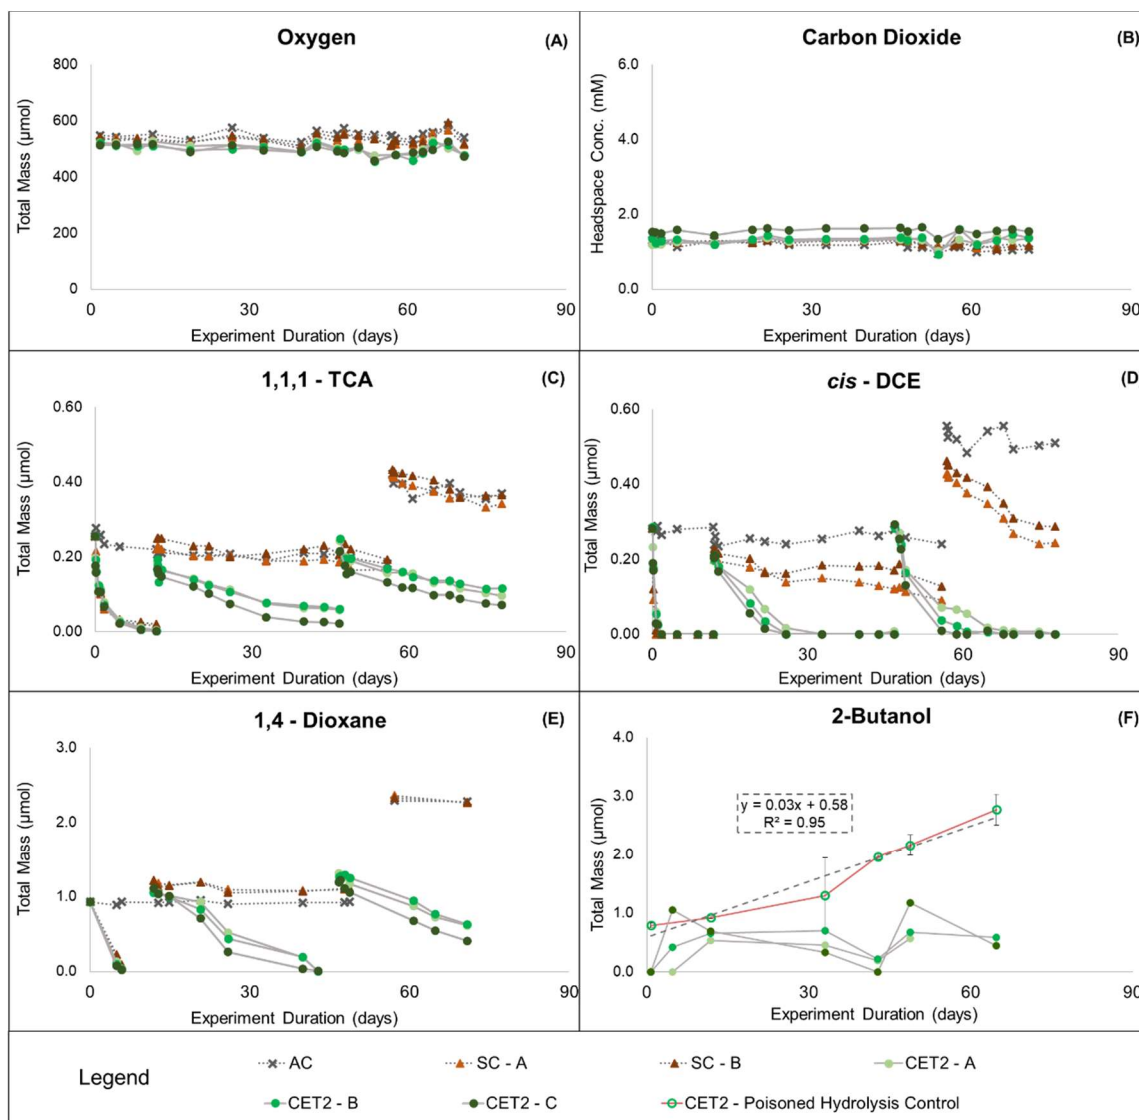 Oxygen
(A)
Total Mass (µmol)
800
600
400
200
0
0
30
60
90
Experiment Duration (days)
Carbon Dioxide
(B)
Headspace Conc. (mM)
6.0
4.0
2.0
0.0
0
30
60
90
Experiment Duration (days)
1,1,1 - TCA
(C)
Total Mass (µmol)
0.60
0.40
0.20
0.00
0
30
60
90
Experiment Duration (days)
cis - DCE
(D)
Total Mass (µmol)
0.60
0.40
0.20
0.00
0
30
60
90
Experiment Duration (days)
1,4 - Dioxane
(E)
Total Mass (µmol)
3.0
2.0
1.0
0.0
0
30
60
90
Experiment Duration (days)
2-Butanol
(F)
Total Mass (µmol)
4.0
3.0
2.0
1.0
0.0
y = 0.03x + 0.58
R² = 0.95
0
30
60
90
Experiment Duration (days)
Legend
AC
SC - A
SC - B
CET2 - A
CET2 - B
CET2 - C
CET2 - Poisoned Hydrolysis Control